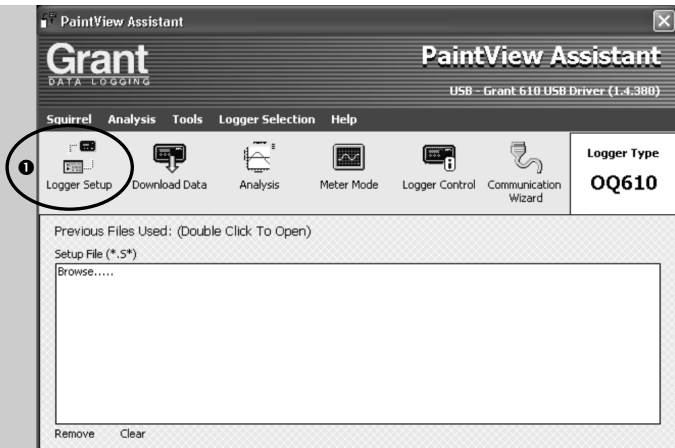 PaintView Assistant
Grant
DATA LOGGING
PaintView Assistant
USB - Grant 610 USB Driver (1.4.380)
Squirrel Analysis Tools Logger Selection Help
❶
Logger Setup Download Data Analysis Meter Mode Logger Control Communication Wizard
Logger Type
OQ610
Previous Files Used: (Double Click To Open)
Setup File (*.S*)
Browse.....
Remove Clear